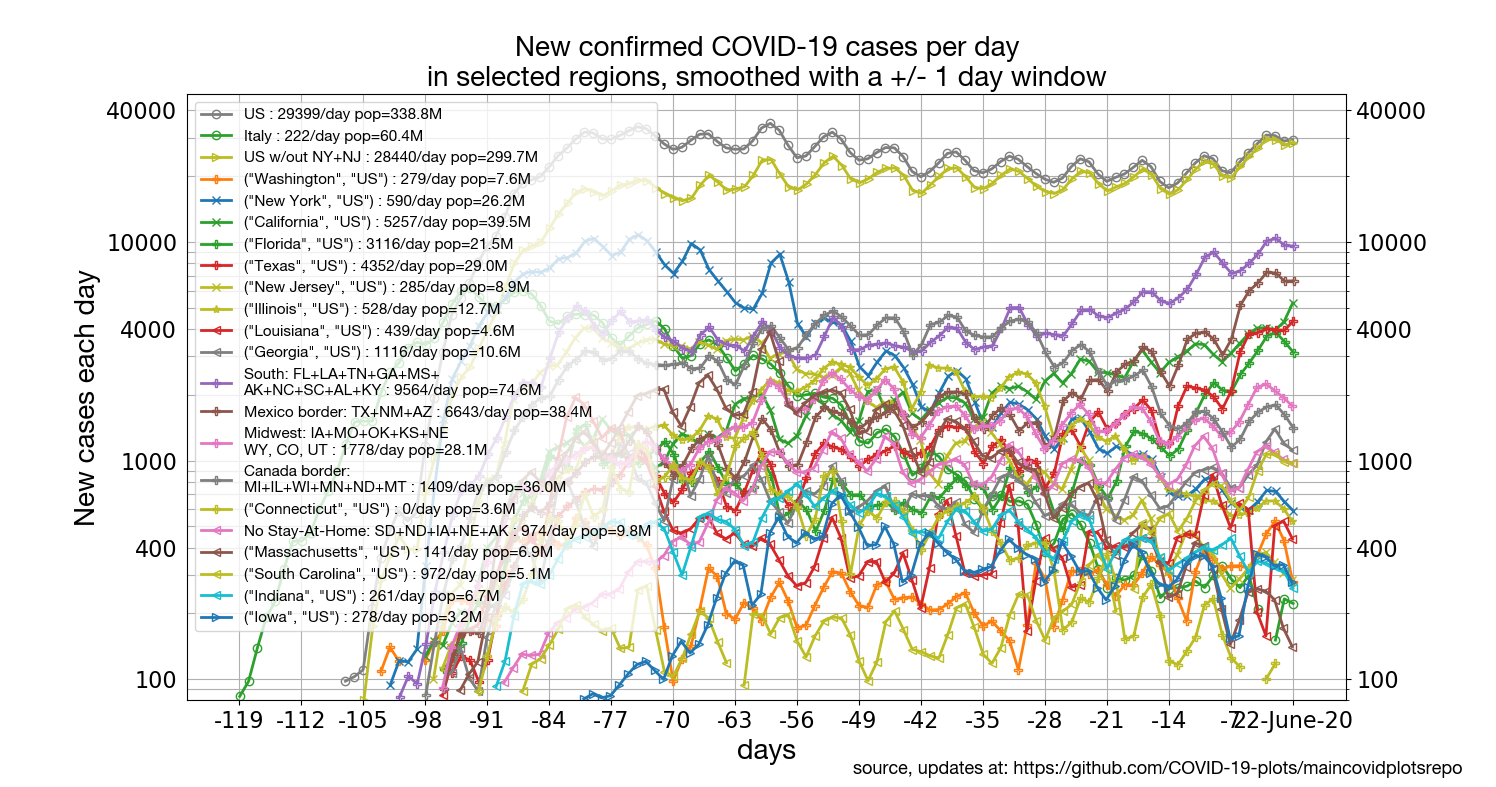 New confirmed COVID-19 cases per day
in selected regions, smoothed with a +/- 1 day window
US : 29399/day pop=338.8M
Italy : 222/day pop=60.4M
US w/out NY+NJ : 28440/day pop=299.7M
("Washington", "US") : 279/day pop=7.6M
("New York", "US") : 590/day pop=26.2M
("California", "US") : 5257/day pop=39.5M
("Florida", "US") : 3116/day pop=21.5M
("Texas", "US") : 4352/day pop=29.0M
("New Jersey", "US") : 285/day pop=8.9M
("Illinois", "US") : 528/day pop=12.7M
("Louisiana", "US") : 439/day pop=4.6M
("Georgia", "US") : 1116/day pop=10.6M
South: FL+LA+TN+GA+MS+
AK+NC+SC+AL+KY : 9564/day pop=74.6M
Mexico border: TX+NM+AZ : 6643/day pop=38.4M
Midwest: IA+MO+OK+KS+NE
WY, CO, UT : 1778/day pop=28.1M
Canada border:
MI+IL+WI+MN+ND+MT : 1409/day pop=36.0M
("Connecticut", "US") : 0/day pop=3.6M
No Stay-At-Home: SD+ND+IA+NE+AK : 974/day pop=9.8M
("Massachusetts", "US") : 141/day pop=6.9M
("South Carolina", "US") : 972/day pop=5.1M
("Indiana", "US") : 261/day pop=6.7M
("Iowa", "US") : 278/day pop=3.2M
New cases each day
40000
10000
4000
1000
400
100
40000
10000
4000
1000
400
100
-119 -112 -105 -98 -91 -84 -77 -70 -63 -56 -49 -42 -35 -28 -21 -14 -7 22-June-20
days
source, updates at: https://github.com/COVID-19-plots/maincovidplotsrepo